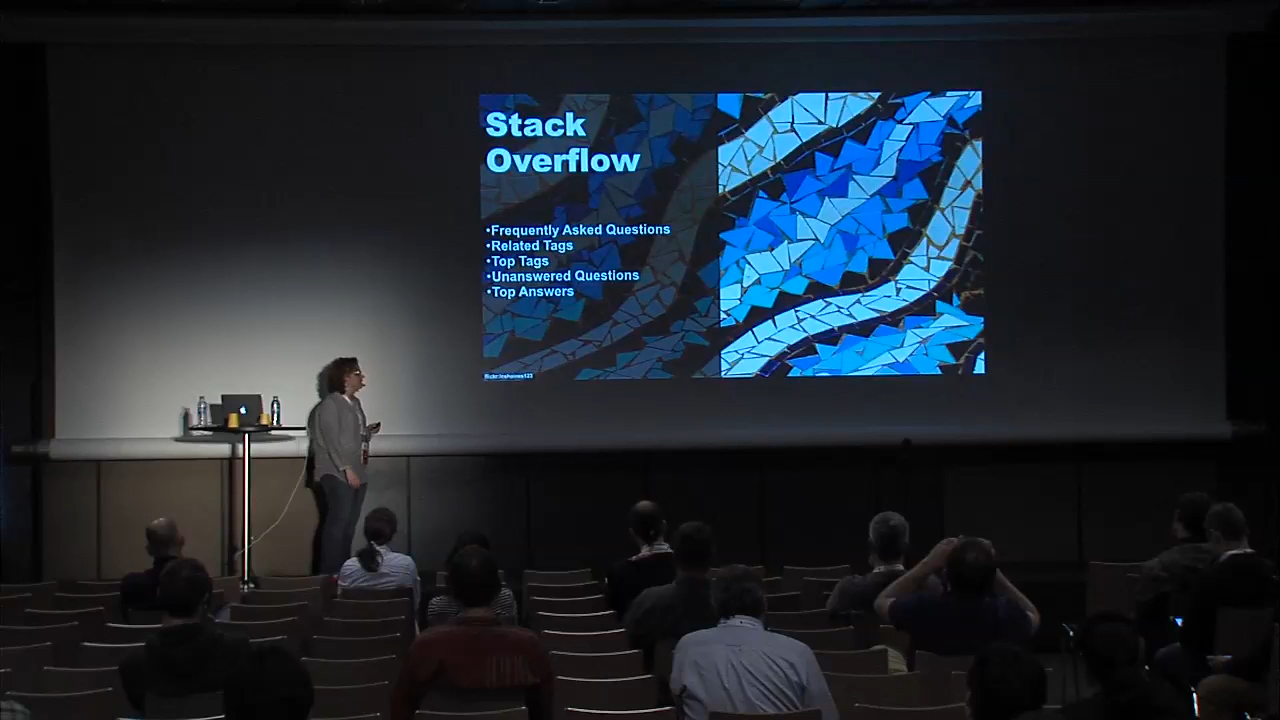 Stack
Overflow
•Frequently Asked Questions
•Related Tags
•Top Tags
•Unanswered Questions
•Top Answers